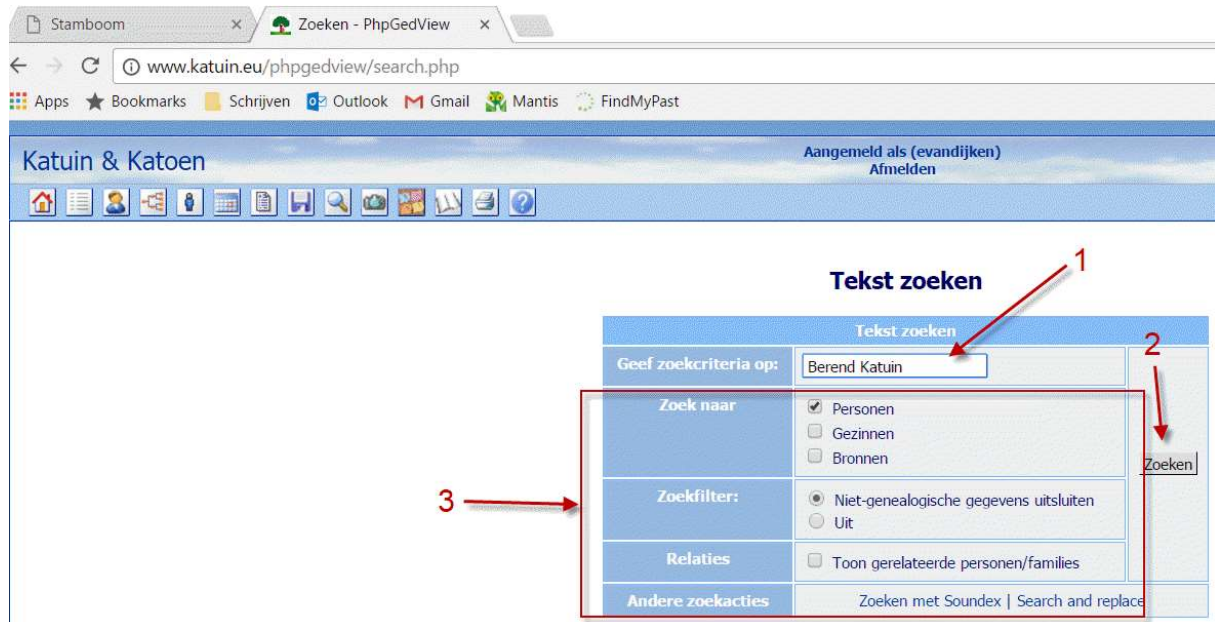 Stamboom
Zoeken - PhpGedView
www.katuin.eu/phpgedview/search.php
Apps Bookmarks Schrijven Outlook Gmail Mantis FindMyPast
Katuin & Katoen
Aangemeld als (evandijken)
Afmelden
1
Tekst zoeken
Tekst zoeken
2
Geef zoekcriteria op:
Berend Katuin
Zoek naar
Personen
Gezinnen
Bronnen
Zoeken
3
Zoekfilter:
Niet-genealogische gegevens uitsluiten
Uit
Relaties
Toon gerelateerde personen/families
Andere zoekacties
Zoeken met Soundex | Search and replace